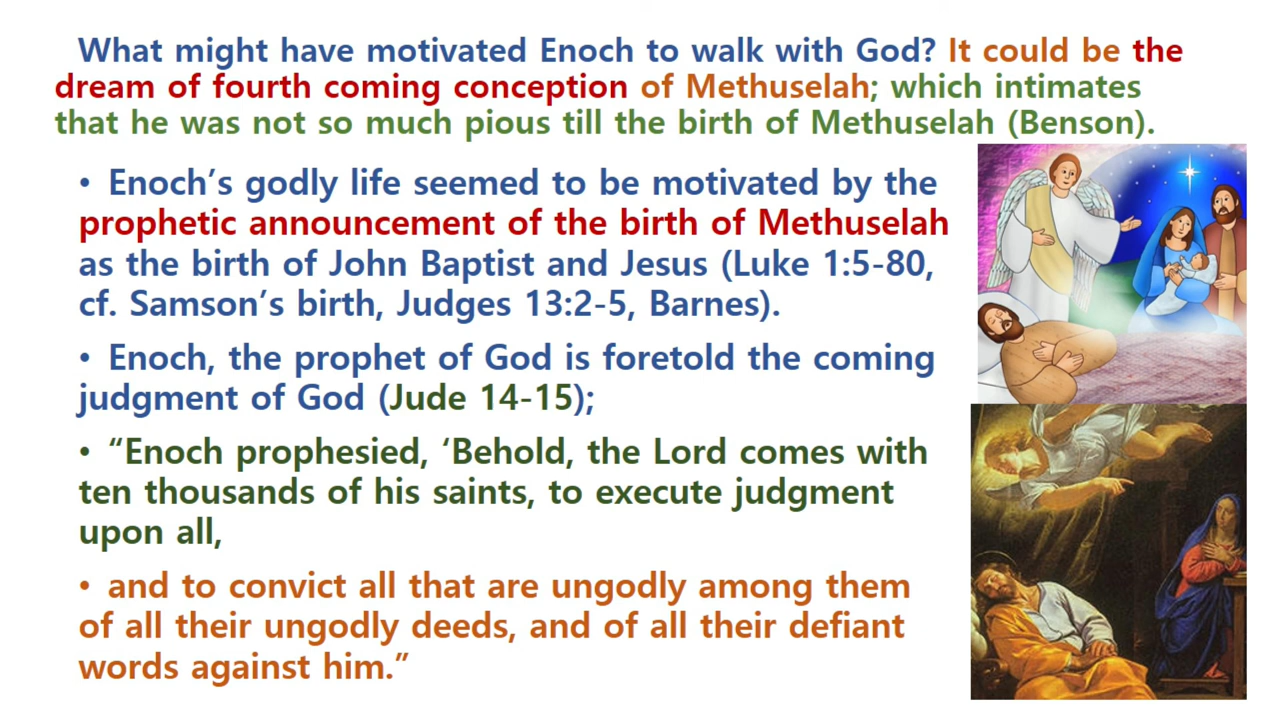 What might have motivated Enoch to walk with God? It could be the
dream of fourth coming conception of Methuselah; which intimates
that he was not so much pious till the birth of Methuselah (Benson).
• Enoch’s godly life seemed to be motivated by the
prophetic announcement of the birth of Methuselah
as the birth of John Baptist and Jesus (Luke 1:5-80,
cf. Samson’s birth, Judges 13:2-5, Barnes).
• Enoch, the prophet of God is foretold the coming
judgment of God (Jude 14-15);
• “Enoch prophesied, ‘Behold, the Lord comes with
ten thousands of his saints, to execute judgment
upon all,
• and to convict all that are ungodly among them
of all their ungodly deeds, and of all their defiant
words against him.”